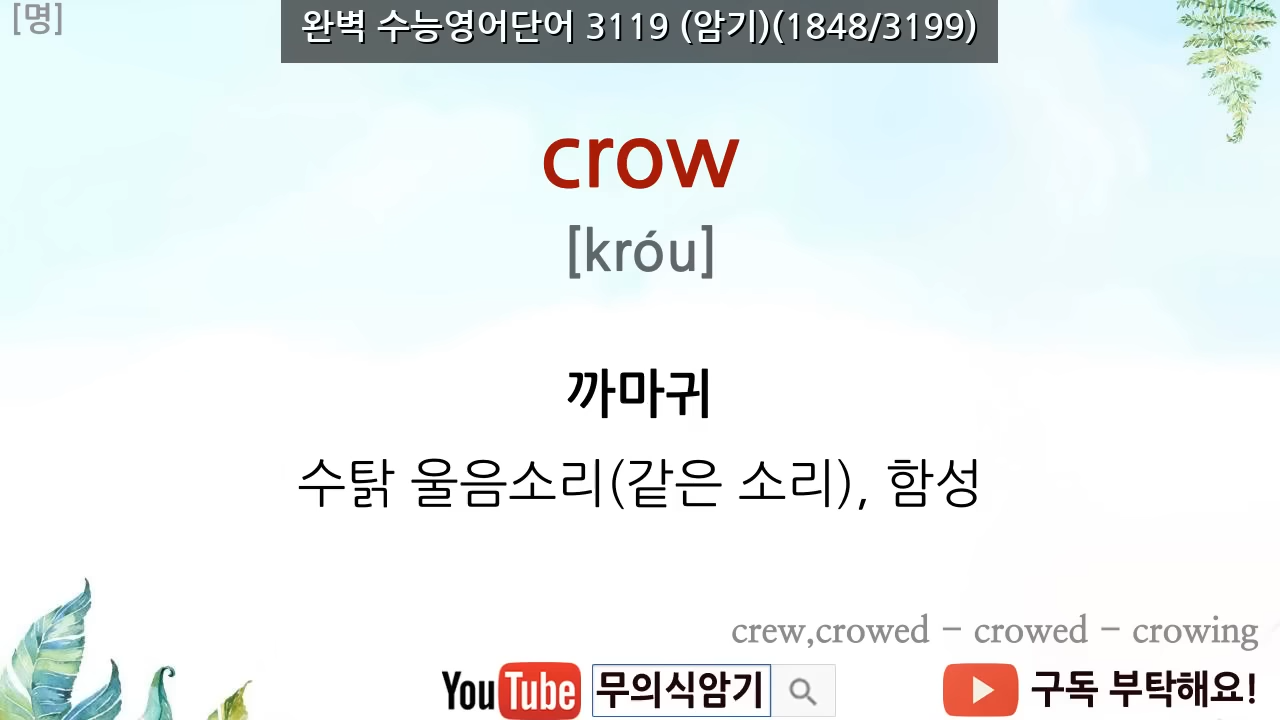 [명]
완벽 수능영어단어 3119 (암기)(1848/3199)
crow
[króu]
까마귀
수탉 울음소리(같은 소리), 함성
crew,crowed - crowed - crowing
YouTube 무의식암기 구독 부탁해요!